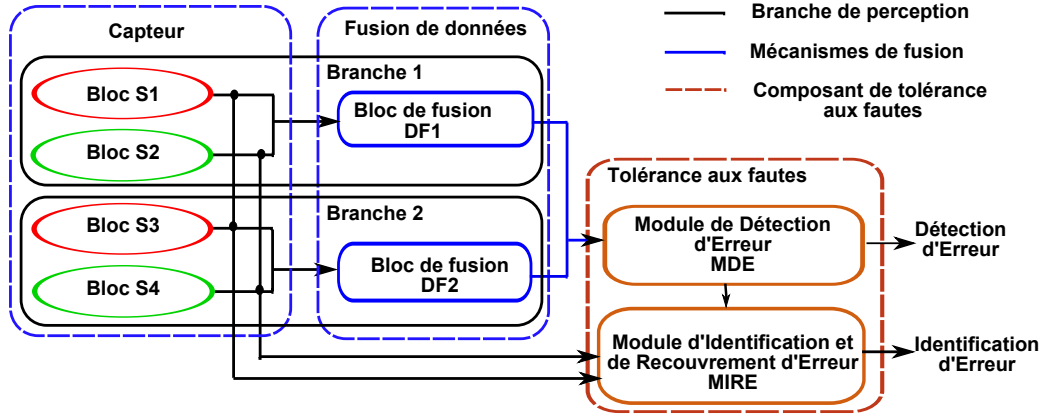 Capteur
Fusion de données
Branche de perception
Mécanismes de fusion
Composant de tolérance
aux fautes
Branche 1
Bloc S1
Bloc S2
Bloc de fusion
DF1
Branche 2
Bloc S3
Bloc S4
Bloc de fusion
DF2
Tolérance aux fautes
Module de Détection
d'Erreur
MDE
Détection
d'Erreur
Module d'Identification et
de Recouvrement d'Erreur
MIRE
Identification
d'Erreur